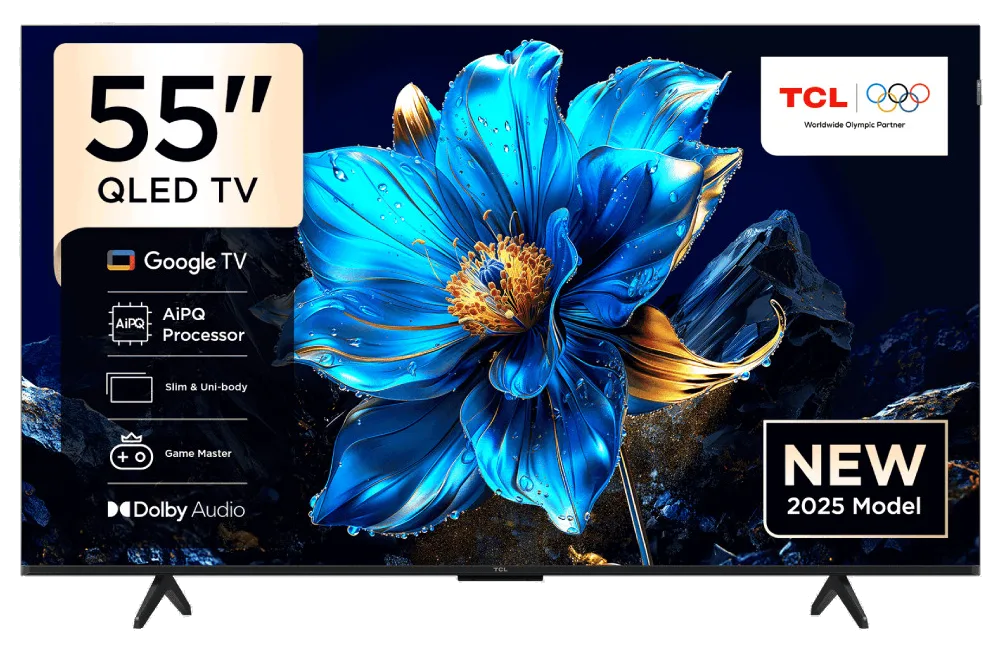 55″
QLED TV
Google TV
AiPQ
AiPQ
Processor
Slim & Uni-body
Game Master
Dolby Audio
TCL
Worldwide Olympic Partner
NEW
2025 Model
TCL